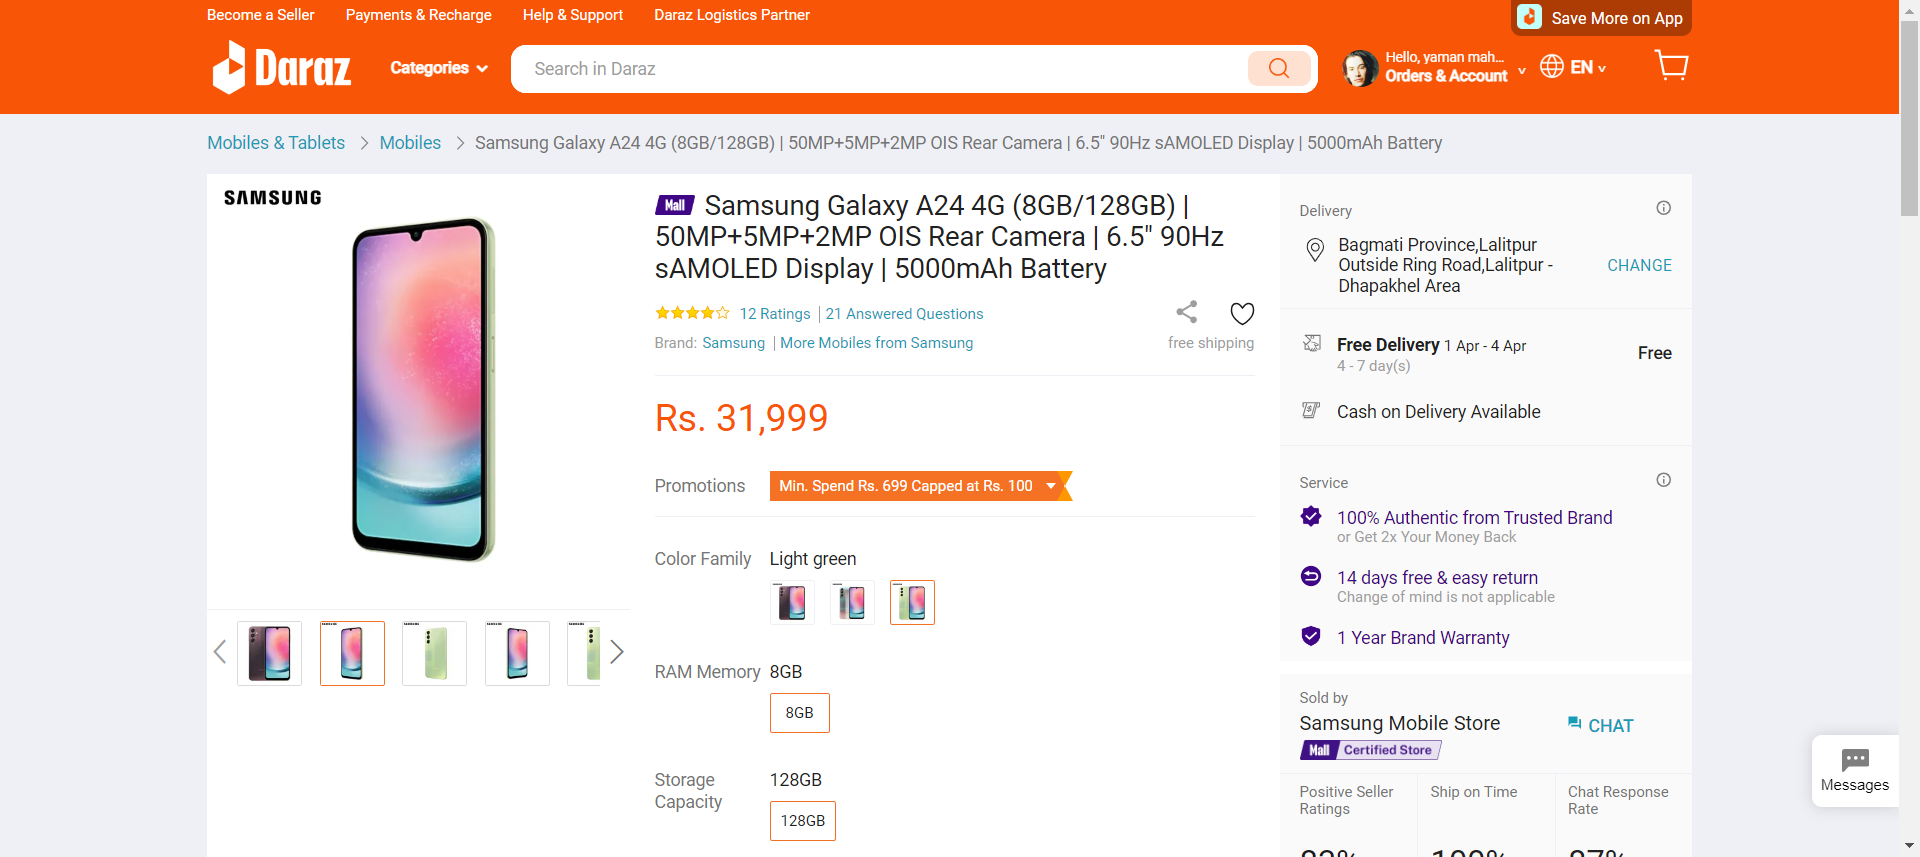 Become a Seller
Payments & Recharge
Help & Support
Daraz Logistics Partner
Save More on App
Daraz
Categories
Search in Daraz
Hello, yaman mah...
Orders & Account
EN
Mobiles & Tablets
Mobiles
Samsung Galaxy A24 4G (8GB/128GB) | 50MP+5MP+2MP OIS Rear Camera | 6.5" 90Hz sAMOLED Display | 5000mAh Battery
SAMSUNG
Mall Samsung Galaxy A24 4G (8GB/128GB) |
50MP+5MP+2MP OIS Rear Camera | 6.5" 90Hz
sAMOLED Display | 5000mAh Battery
12 Ratings | 21 Answered Questions
Brand: Samsung | More Mobiles from Samsung
free shipping
Rs. 31,999
Promotions
Min. Spend Rs. 699 Capped at Rs. 100
Color Family
Light green
RAM Memory
8GB
8GB
Storage
Capacity
128GB
128GB
Delivery
Bagmati Province,Lalitpur
Outside Ring Road,Lalitpur -
Dhapakhel Area
CHANGE
Free Delivery 1 Apr - 4 Apr
4 - 7 day(s)
Free
Cash on Delivery Available
Service
100% Authentic from Trusted Brand
or Get 2x Your Money Back
14 days free & easy return
Change of mind is not applicable
1 Year Brand Warranty
Sold by
Samsung Mobile Store
CHAT
Mall Certified Store
Positive Seller
Ratings
Ship on Time
Chat Response
Rate
Messages